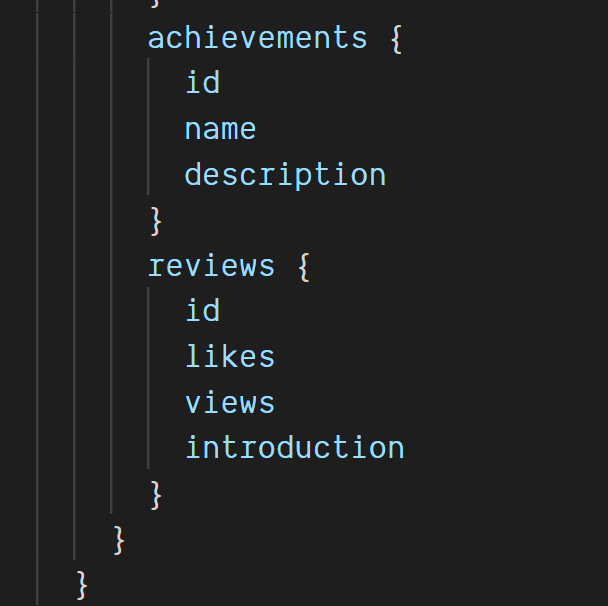 }
achievements {
id
name
description
}
reviews {
id
likes
views
introduction
}
}
}